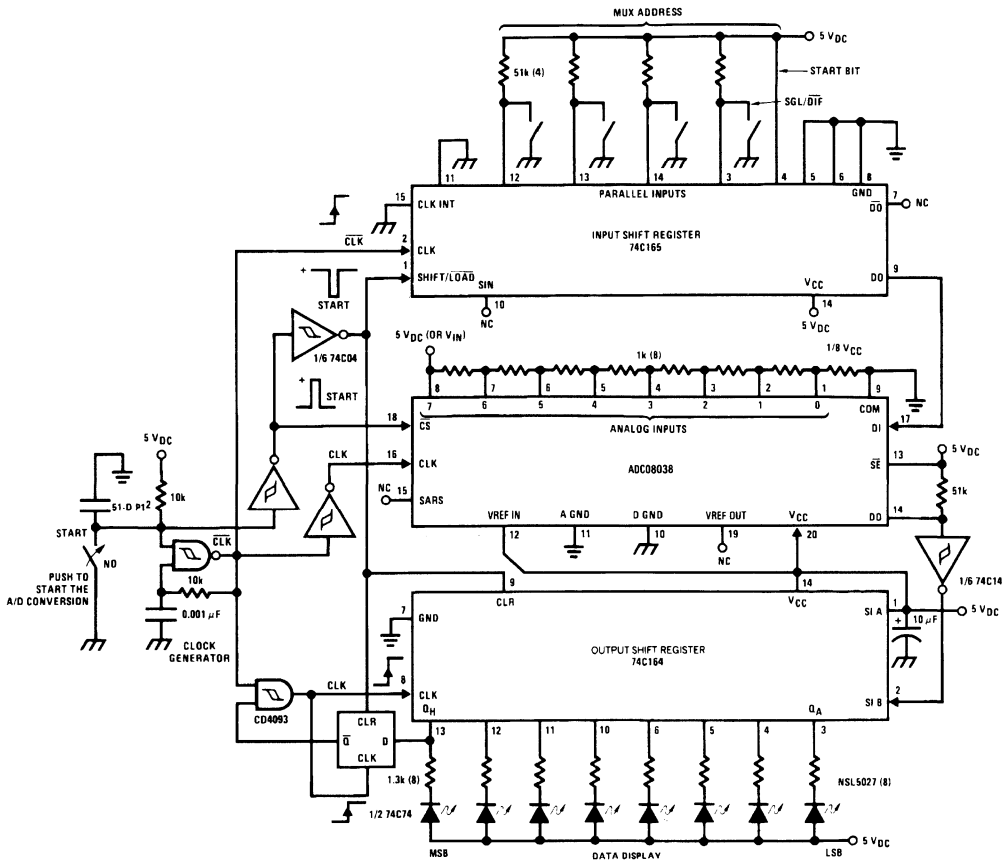 MUX ADDRESS
5 VDC
51k (4)
START BIT
SGL/DIF
11
12
13
14
3
4
5
6
8
GND
PARALLEL INPUTS
15
CLK INT
7
DO
NC
INPUT SHIFT REGISTER
74C165
CLK
2
CLK
1
SHIFT/LOAD
9
DO
+
START
SIN
10
NC
VCC
14
5 VDC
1/6 74C04
5 VDC (OR VIN)
1k (8)
1/8 VCC
START
8
7
6
5
4
3
2
1
9
7
6
5
4
3
2
1
0
COM
ANALOG INPUTS
18
CS
17
DI
CLK
16
CLK
ADC08038
13
SE
5 VDC
51k
NC
15
SARS
14
DO
VREF IN
12
A GND
11
D GND
10
VREF OUT
19
NC
VCC
20
5 VDC
10k
51-D P1²
START
NO
CLK
PUSH TO
START THE
A/D CONVERSION
10k
0.001 µF
CLOCK
GENERATOR
1/6 74C14
9
CLR
14
VCC
7
GND
1
SI A
+
10 µF
5 VDC
OUTPUT SHIFT REGISTER
74C164
CLK
8
CLK
2
SI B
CD4093
QH
QA
13
12
11
10
6
5
4
3
CLR
Q
D
CLK
1.3k (8)
NSL5027 (8)
1/2 74C74
MSB
DATA DISPLAY
LSB
5 VDC